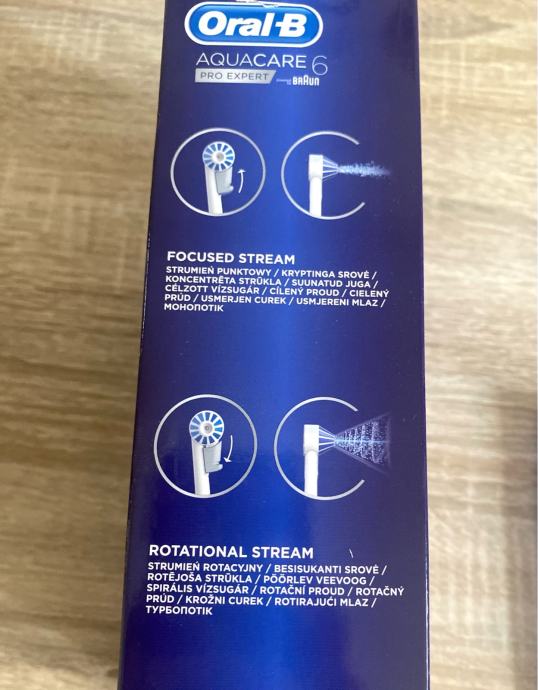 Oral-B
AQUACARE 6
PRO EXPERT powered by BRAUN
FOCUSED STREAM
STRUMIEŃ PUNKTOWY / KRYPTINGA SROVĖ /
KONCENTRĒTA STRŪKLA / SUUNATUD JUGA /
CÉLZOTT VÍZSUGÁR / CÍLENÝ PROUD / CIELENÝ
PRÚD / USMERJEN CUREK / USMJERENI MLAZ /
МОНОПОТІК
ROTATIONAL STREAM
STRUMIEŃ ROTACYJNY / BESISUKANTI SROVĖ /
ROTĒJOŠA STRŪKLA / PÖÖRLEV VEEVOOG /
SPIRÁLIS VÍZSUGÁR / ROTAČNÍ PROUD / ROTAČNÝ
PRÚD / KROŽNI CUREK / ROTIRAJUĆI MLAZ /
ТУРБОПОТІК